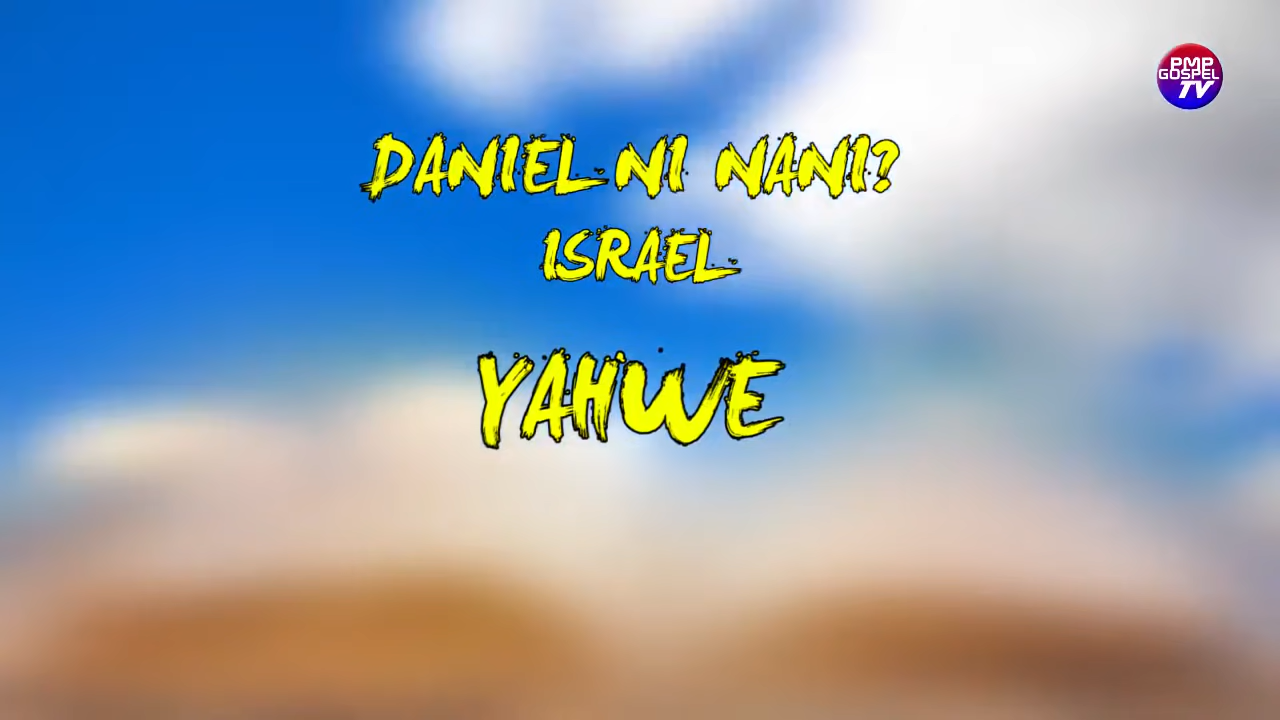 PMP
GOSPEL
TV
DANIEL NI NANI?
ISRAEL
YAHWE